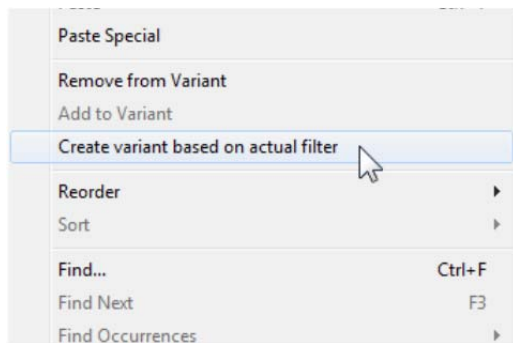 Paste Special
Remove from Variant
Add to Variant
Create variant based on actual filter
Reorder
Sort
Find... Ctrl+F
Find Next F3
Find Occurrences